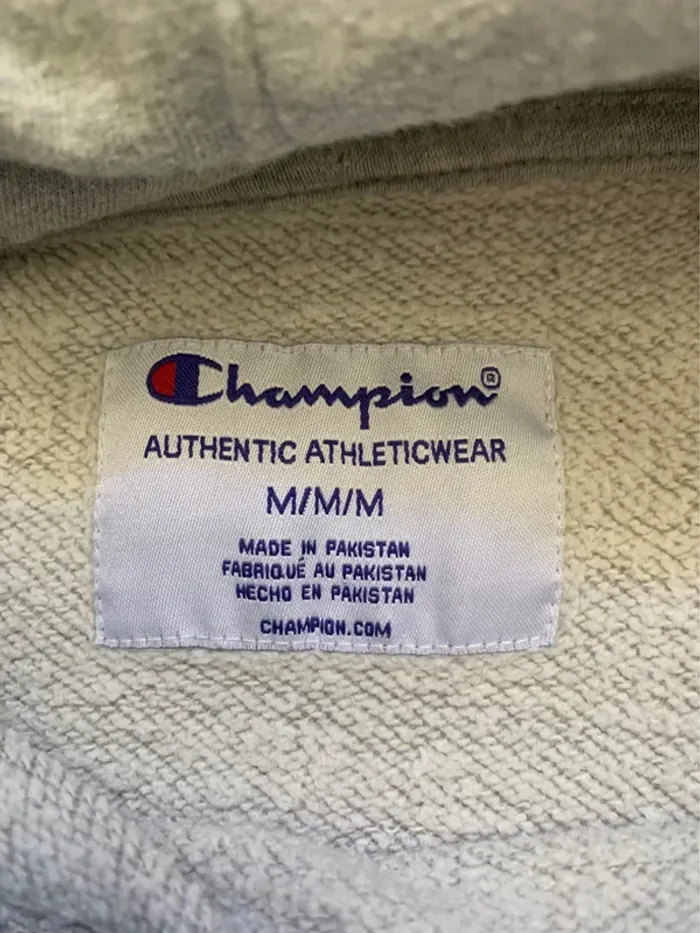 Champion®
AUTHENTIC ATHLETICWEAR
M/M/M
MADE IN PAKISTAN
FABRIQUÉ AU PAKISTAN
HECHO EN PAKISTAN
CHAMPION.COM